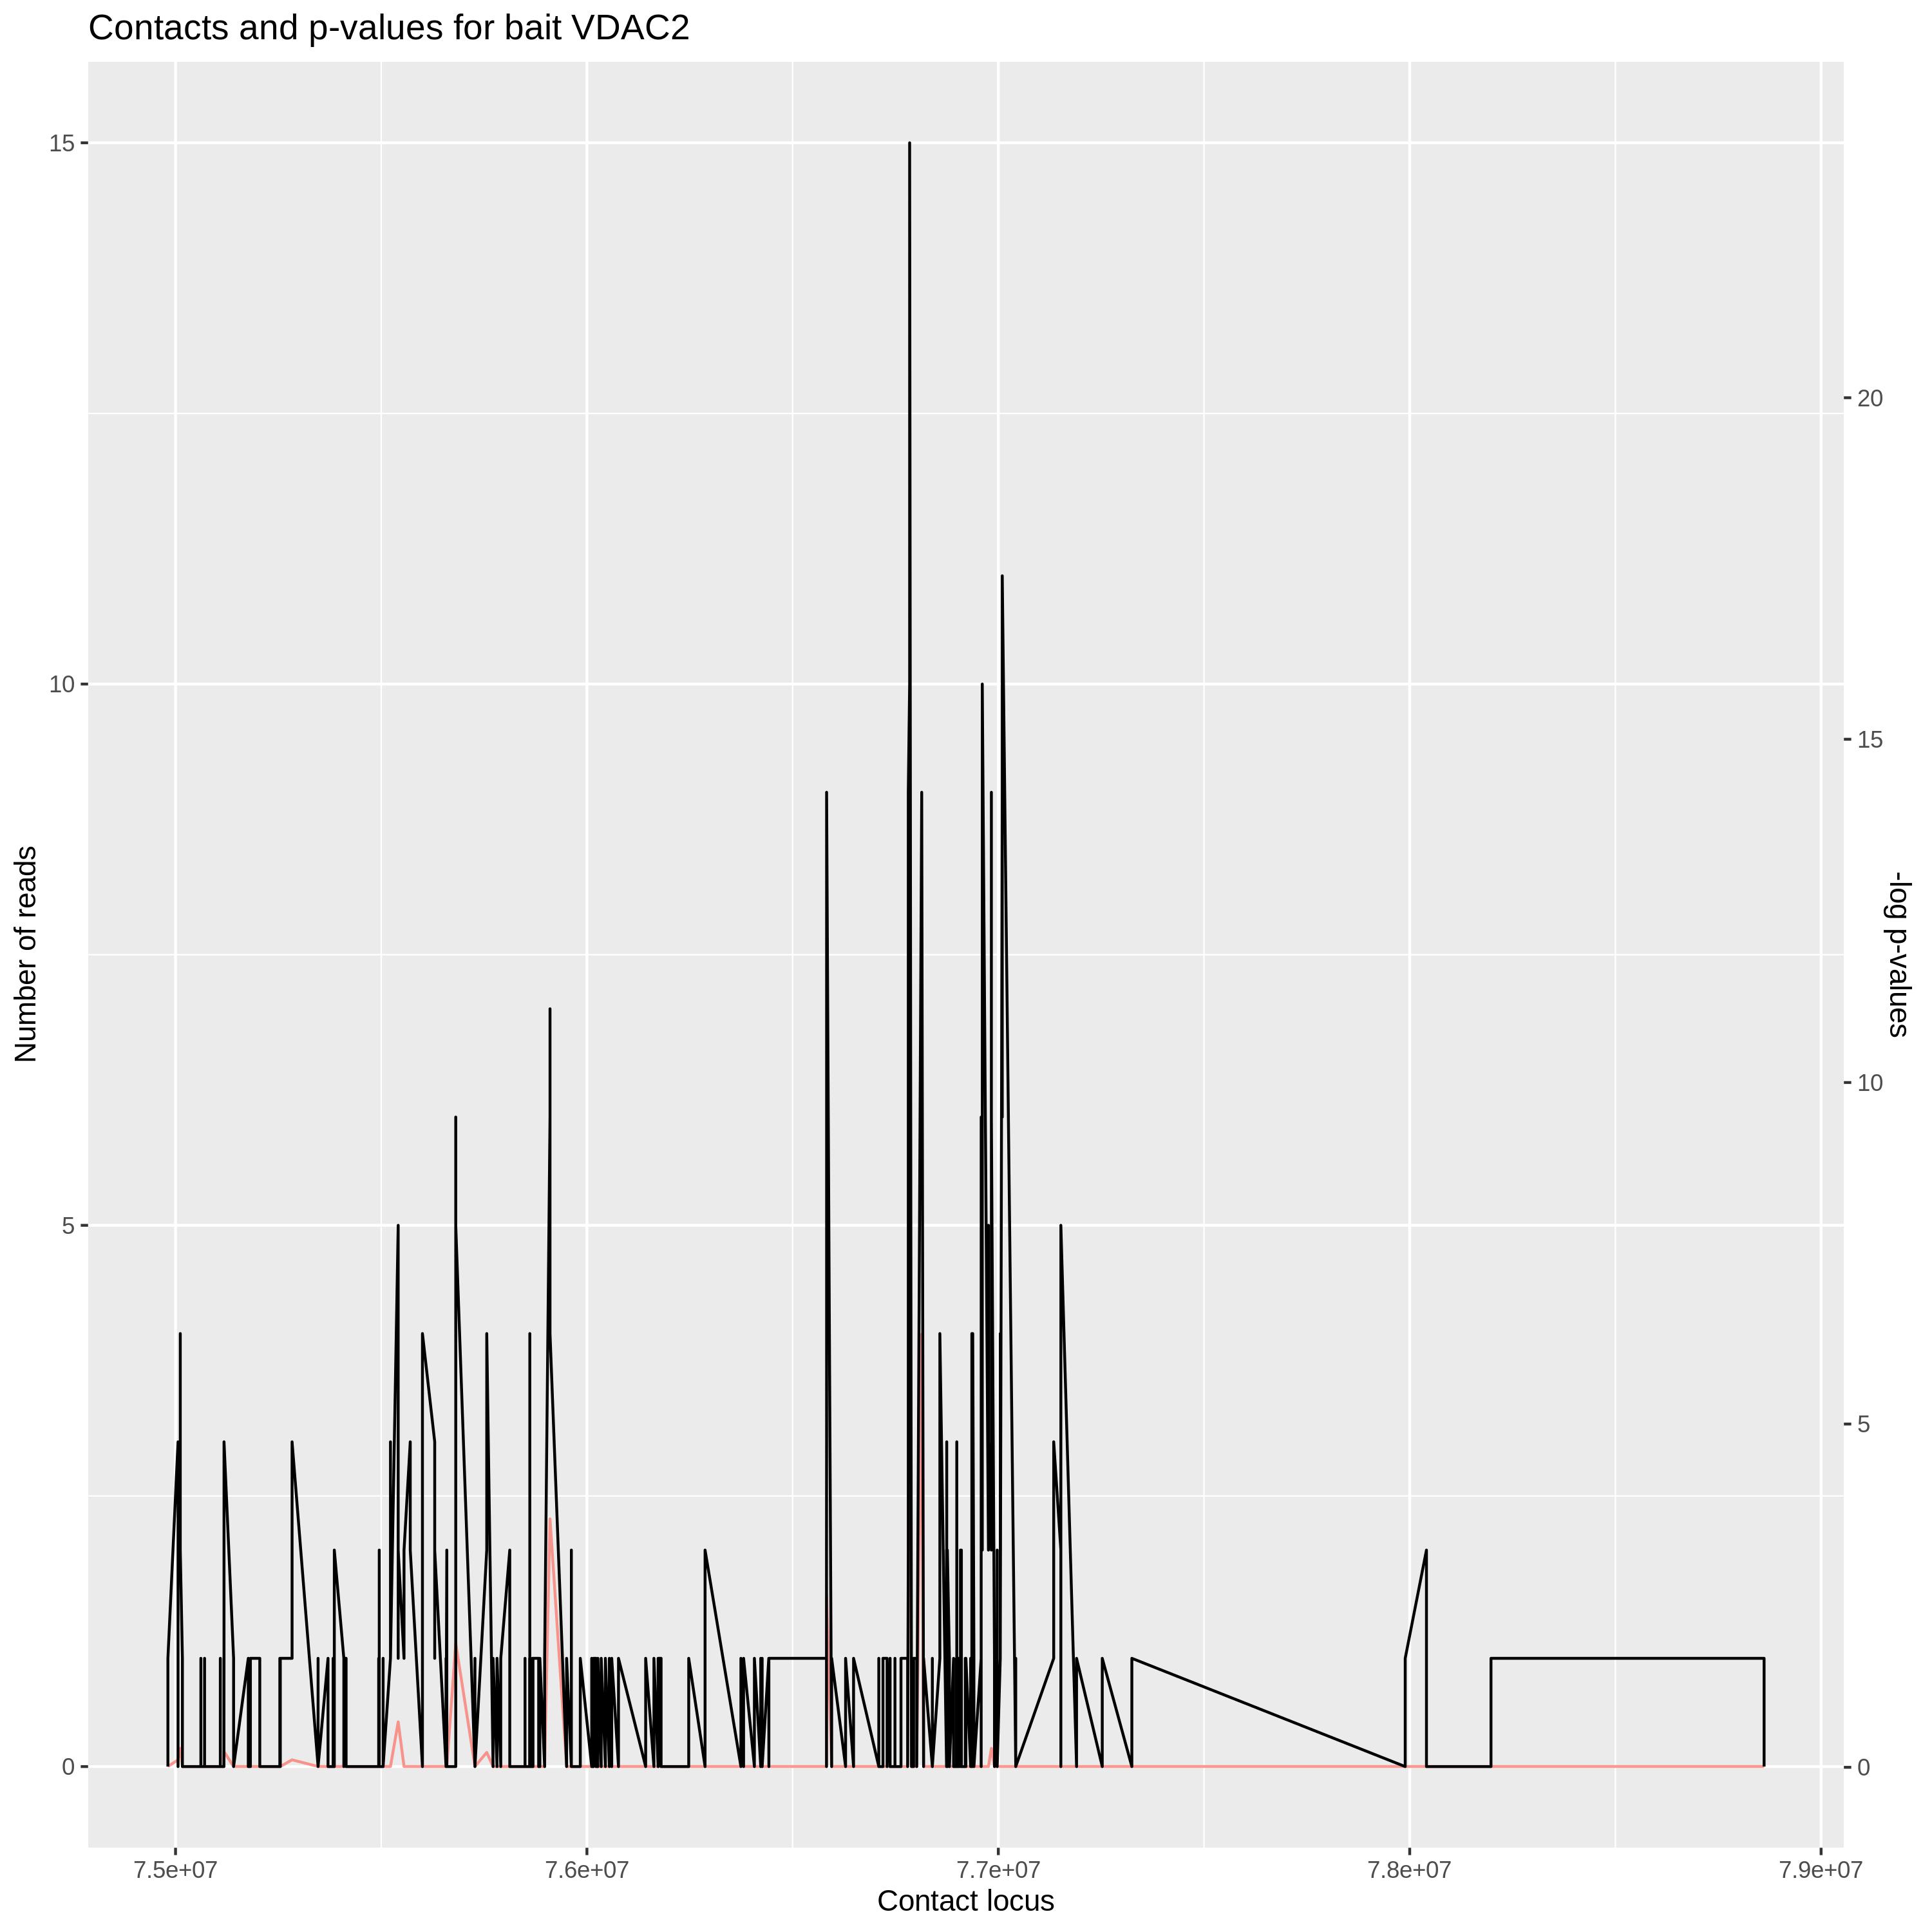 Contacts and p-values for bait VDAC2
15
10
5
0
Number of reads
20
15
10
5
0
-log p-values
7.5e+07
7.6e+07
7.7e+07
7.8e+07
7.9e+07
Contact locus